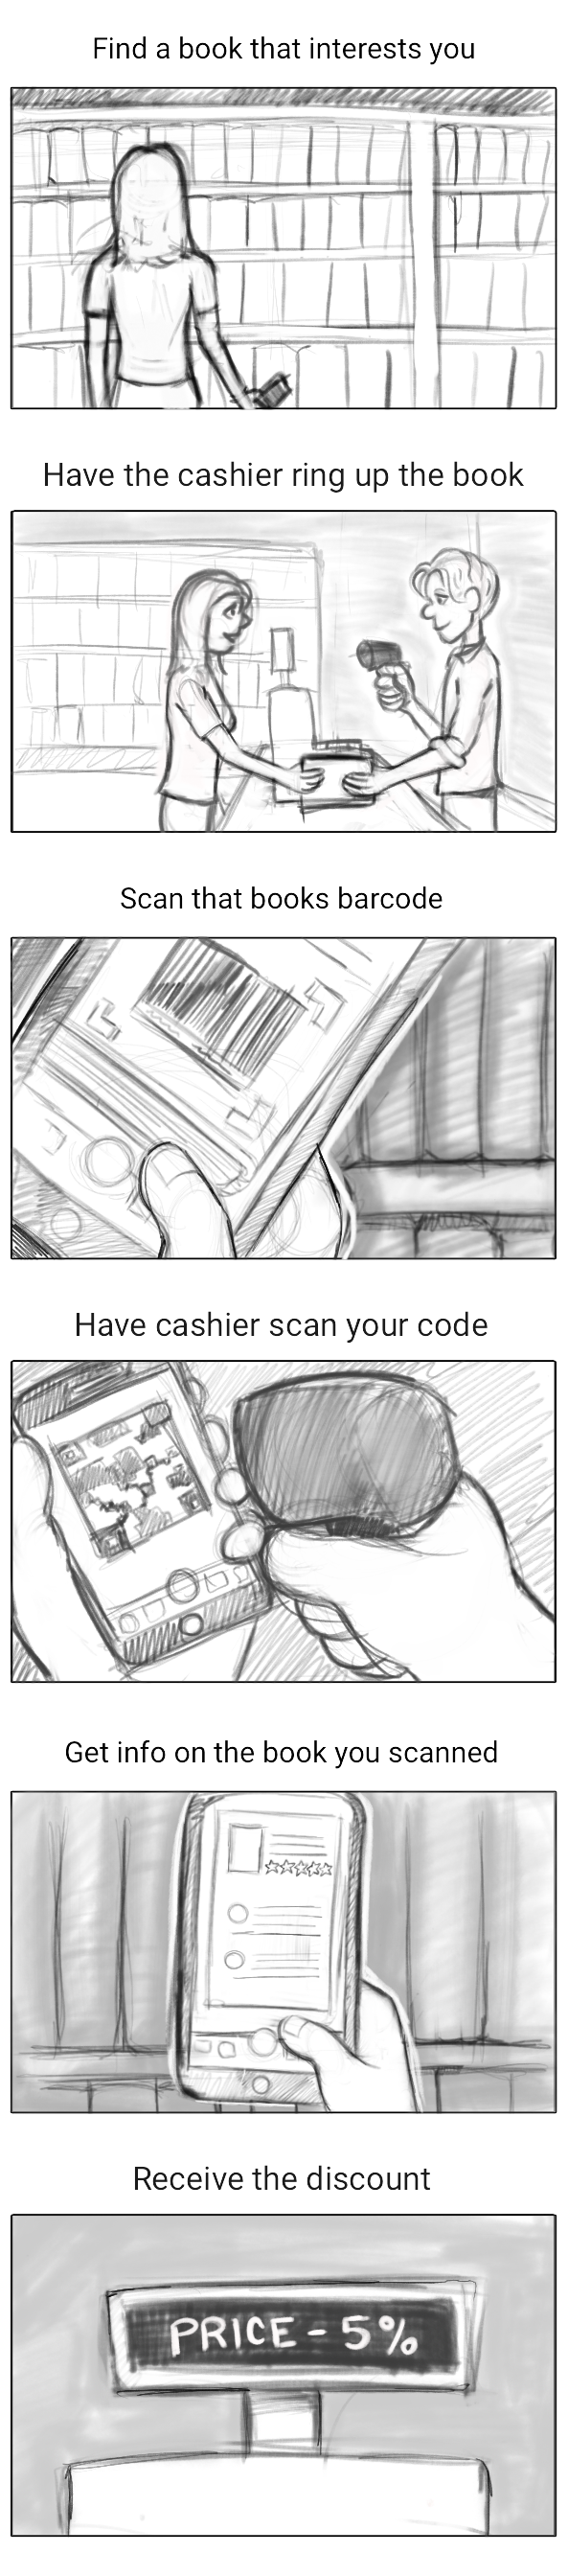 Find a book that interests you
Have the cashier ring up the book
Scan that books barcode
Have cashier scan your code
Get info on the book you scanned
Receive the discount
PRICE - 5%